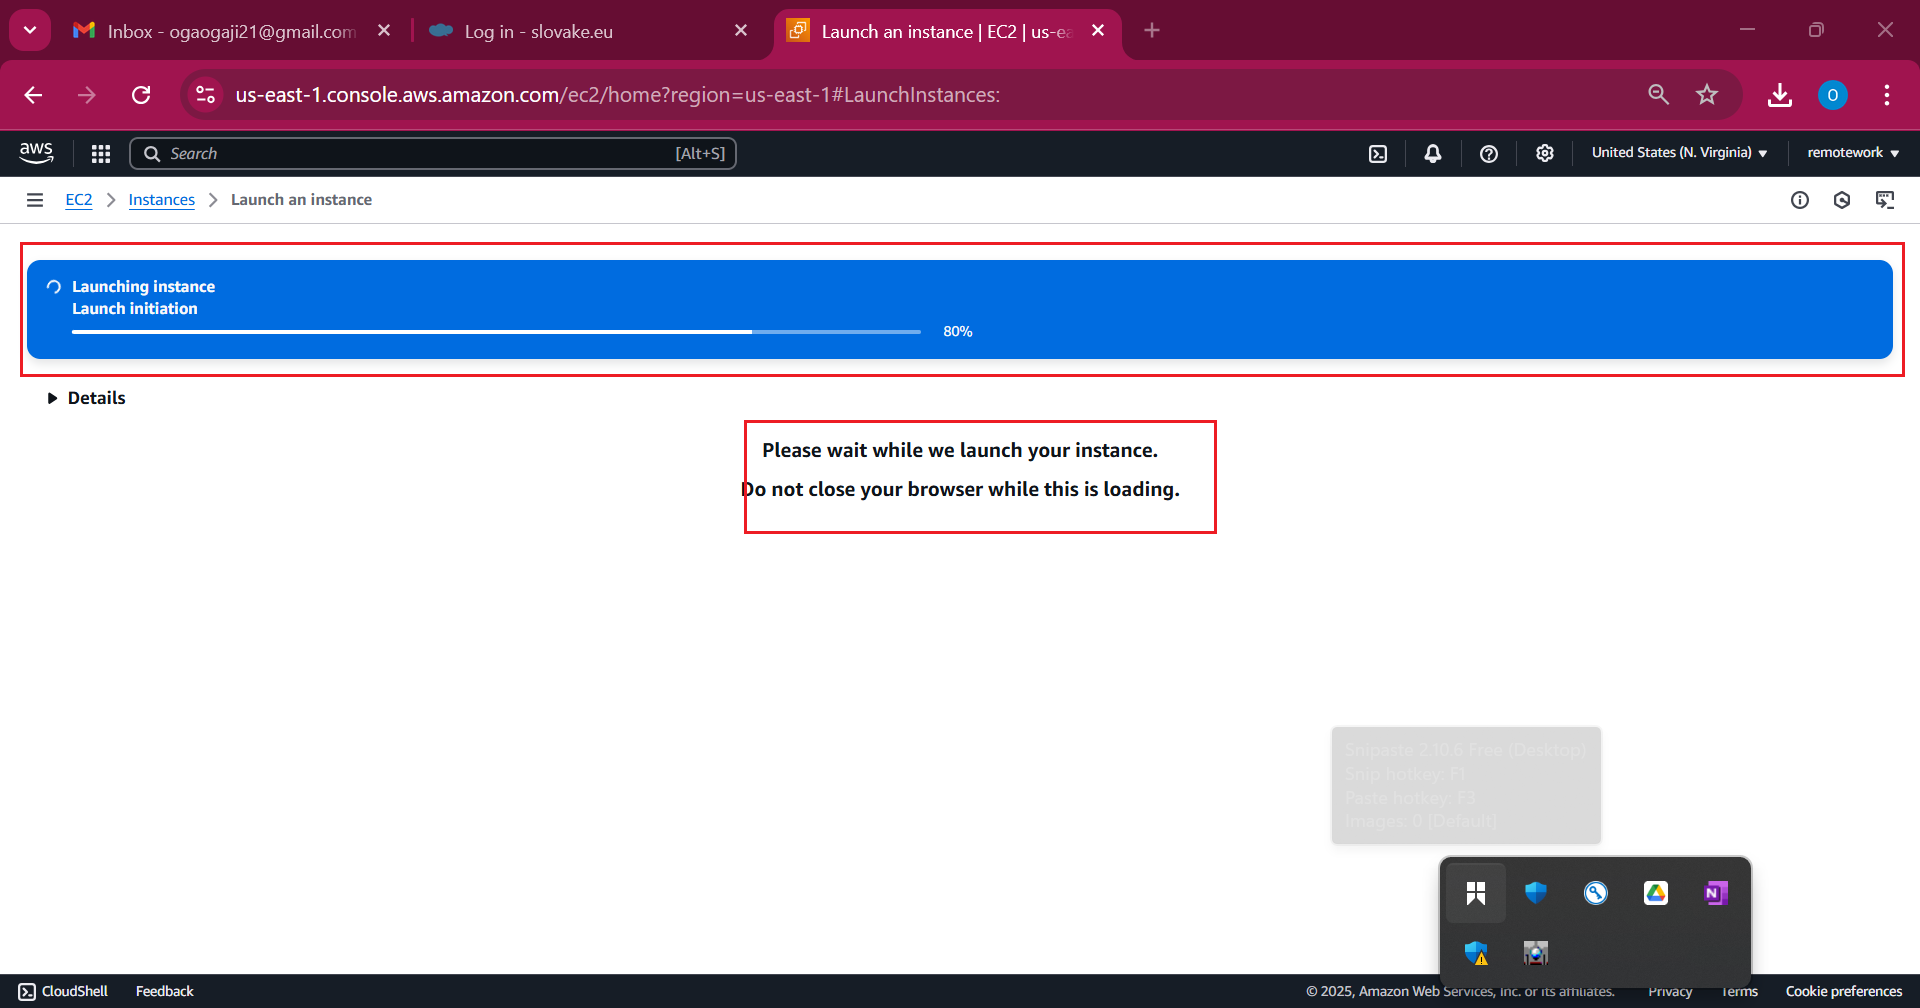 Inbox - ogaogaji21@gmail.com
Log in - slovake.eu
Launch an instance | EC2 | us-ea
us-east-1.console.aws.amazon.com/ec2/home?region=us-east-1#LaunchInstances:
O
aws
Search
[Alt+S]
United States (N. Virginia)
remotework
EC2
Instances
Launch an instance
Launching instance
Launch initiation
80%
Details
Please wait while we launch your instance.
Do not close your browser while this is loading.
Snipaste 2.10.6 Free (Desktop)
Snip hotkey: F1
Paste hotkey: F3
Images: 0 [Default]
N
CloudShell
Feedback
© 2025, Amazon Web Services, Inc. or its affiliates.
Privacy
Terms
Cookie preferences